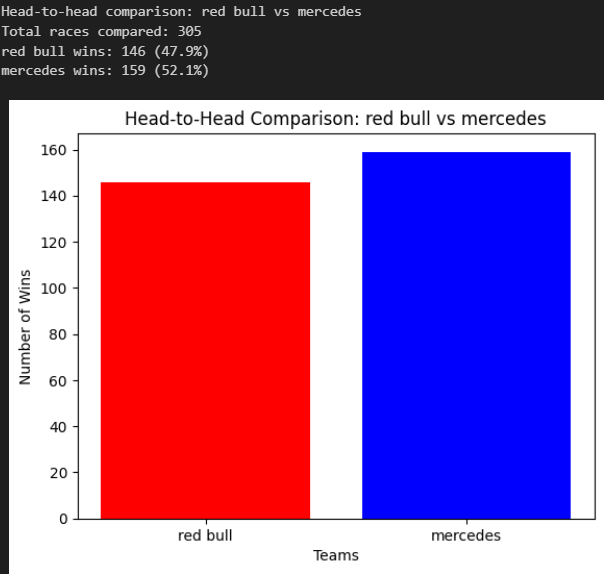 Head-to-head comparison: red bull vs mercedes
Total races compared: 305
red bull wins: 146 (47.9%)
mercedes wins: 159 (52.1%)
Head-to-Head Comparison: red bull vs mercedes
160
140
120
100
80
60
40
20
0
Number of Wins
red bull
mercedes
Teams